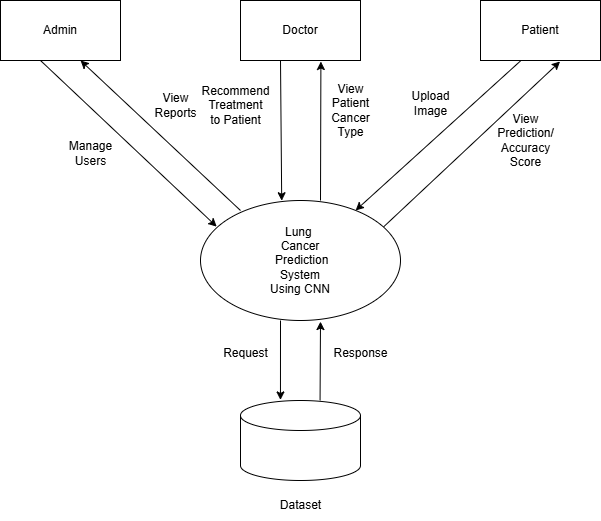 Admin
Doctor
Patient
View
Reports
Recommend
Treatment
to Patient
View
Patient
Cancer
Type
Upload
Image
View
Prediction/
Accuracy
Score
Manage
Users
Lung
Cancer
Prediction
System
Using CNN
Request
Response
Dataset